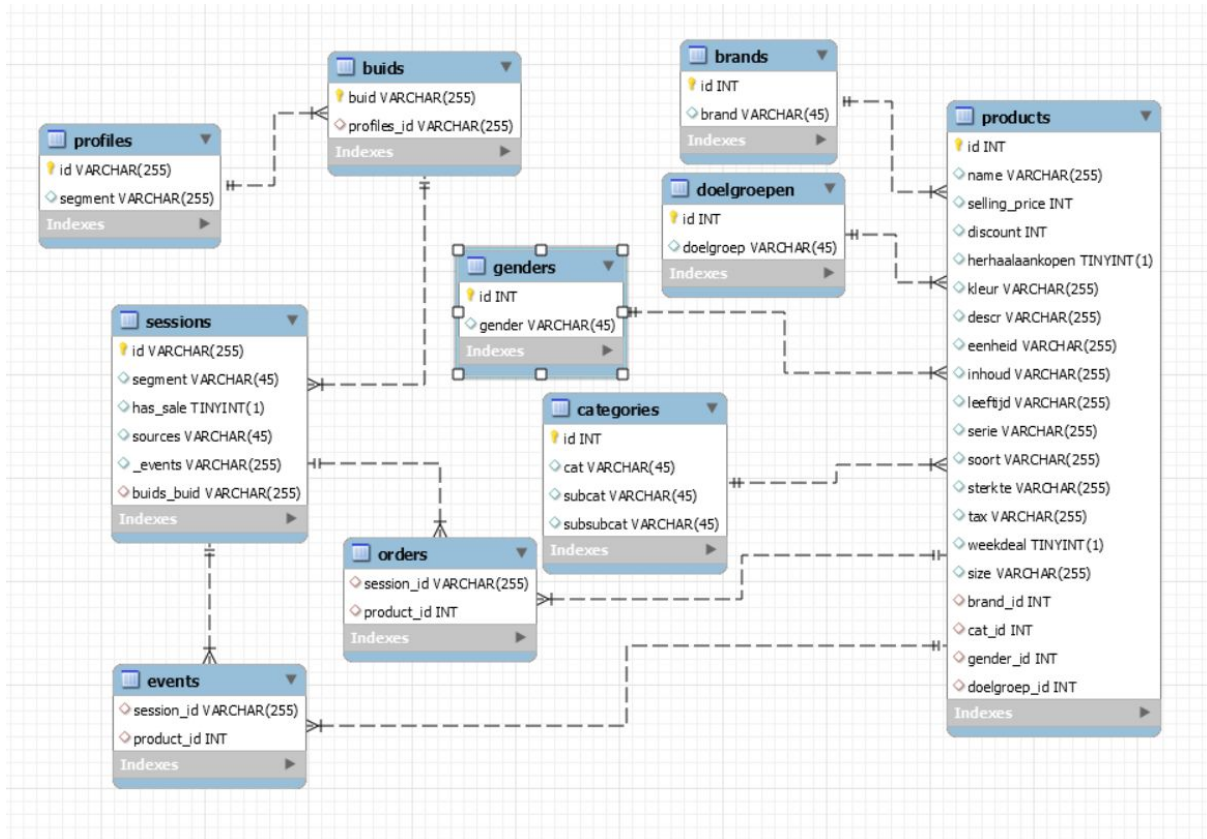 buids
buid VARCHAR(255)
profiles_id VARCHAR(255)
Indexes
brands
id INT
brand VARCHAR(45)
Indexes
products
id INT
name VARCHAR(255)
selling_price INT
discount INT
herhaalaankopen TINYINT(1)
kleur VARCHAR(255)
descr VARCHAR(255)
eenheid VARCHAR(255)
inhoud VARCHAR(255)
leeftijd VARCHAR(255)
serie VARCHAR(255)
soort VARCHAR(255)
sterkte VARCHAR(255)
tax VARCHAR(255)
weekdeal TINYINT(1)
size VARCHAR(255)
brand_id INT
cat_id INT
gender_id INT
doelgroep_id INT
Indexes
profiles
id VARCHAR(255)
segment VARCHAR(255)
Indexes
doelgroepen
id INT
doelgroep VARCHAR(45)
Indexes
genders
id INT
gender VARCHAR(45)
Indexes
sessions
id VARCHAR(255)
segment VARCHAR(45)
has_sale TINYINT(1)
sources VARCHAR(45)
_events VARCHAR(255)
buids_buid VARCHAR(255)
Indexes
categories
id INT
cat VARCHAR(45)
subcat VARCHAR(45)
subsubcat VARCHAR(45)
Indexes
orders
session_id VARCHAR(255)
product_id INT
Indexes
events
session_id VARCHAR(255)
product_id INT
Indexes